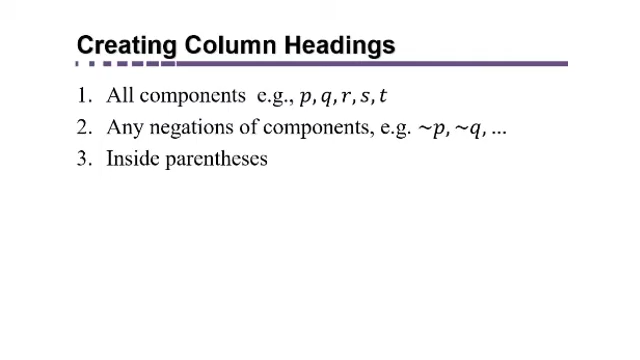 Creating Column Headings
1. All components e.g., p, q, r, s, t
2. Any negations of components, e.g. ~p, ~q, ...
3. Inside parentheses